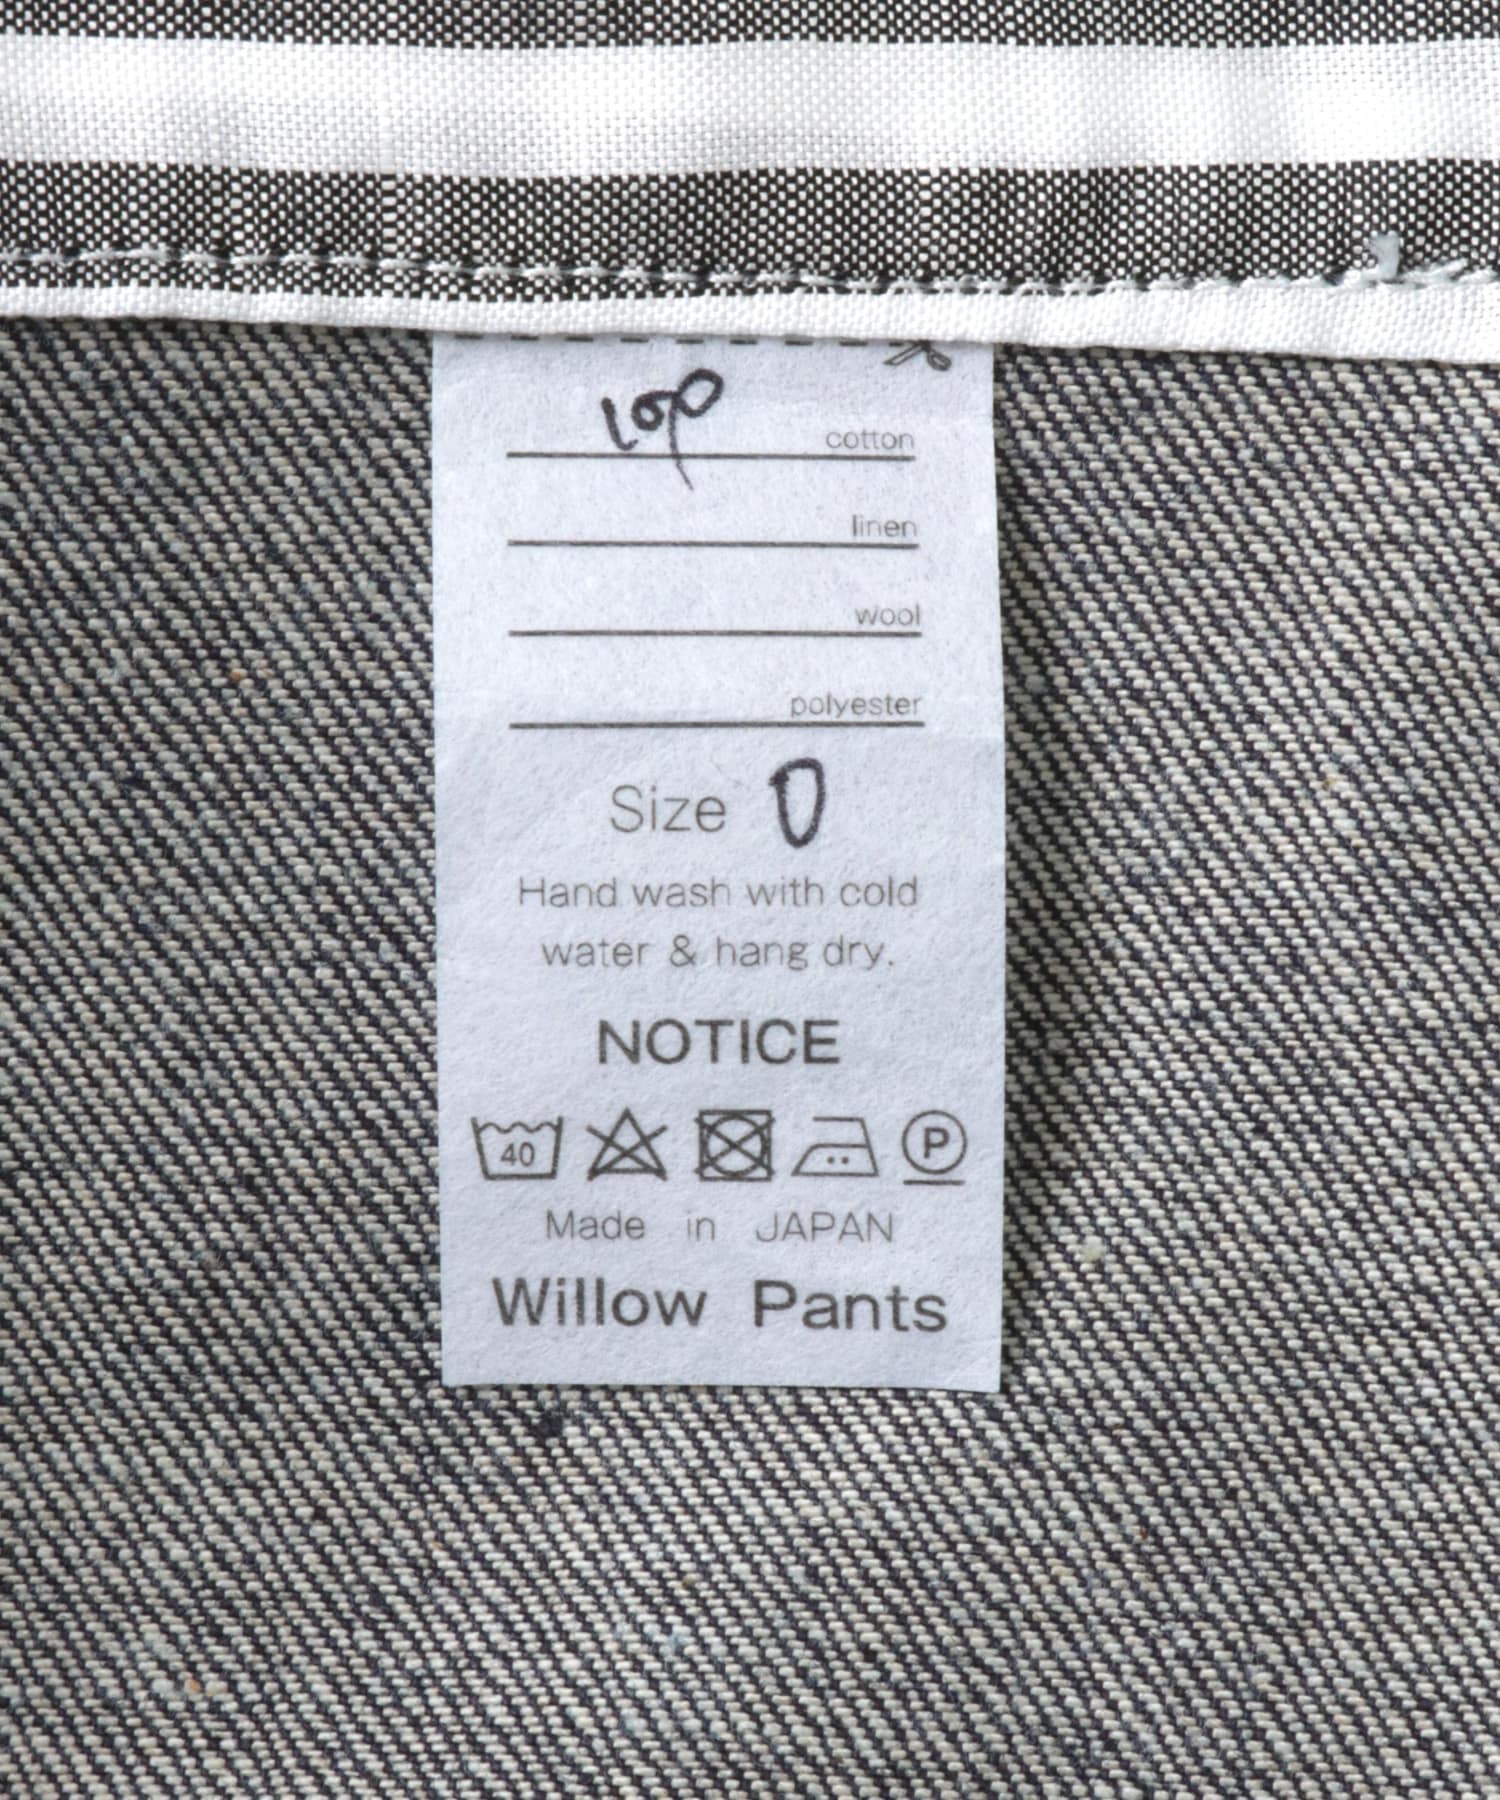 100 cotton
linen
wool
polyester
Size 0
Hand wash with cold
water & hang dry.
NOTICE
40 P
Made in JAPAN
Willow Pants